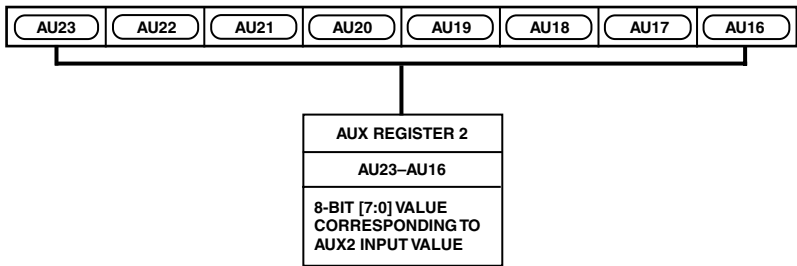 AU23 AU22 AU21 AU20 AU19 AU18 AU17 AU16
AUX REGISTER 2
AU23–AU16
8-BIT [7:0] VALUE
CORRESPONDING TO
AUX2 INPUT VALUE